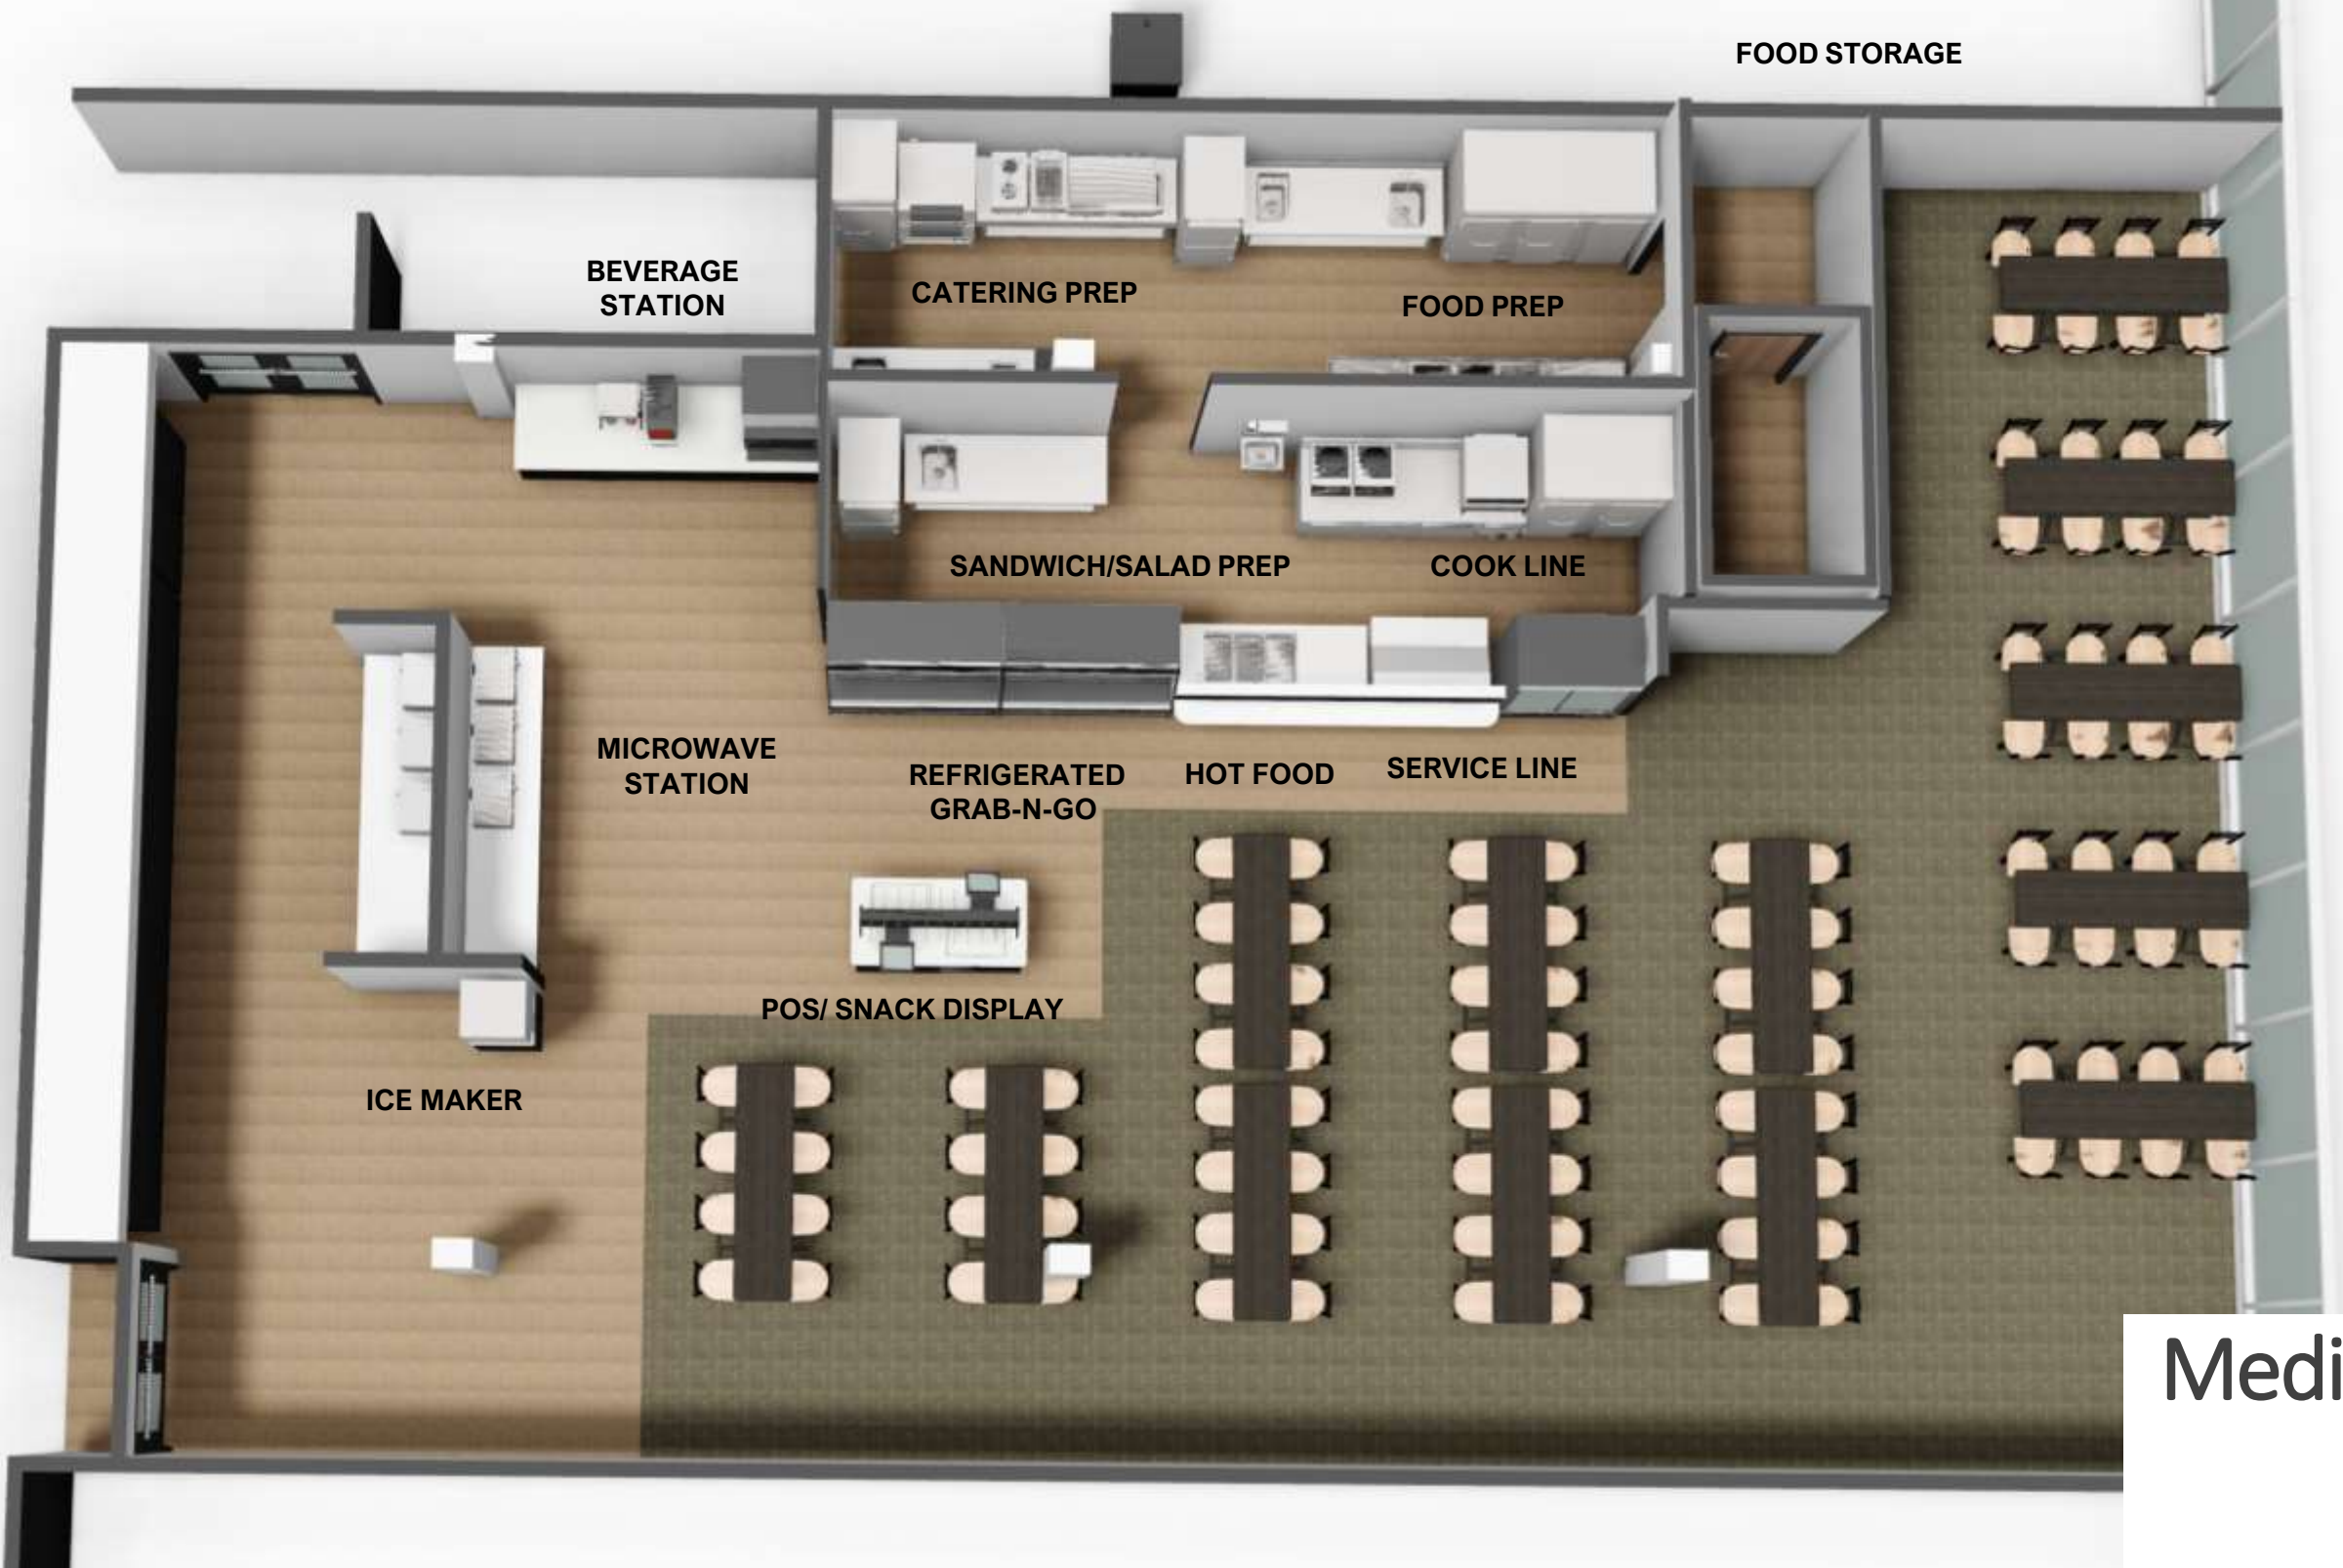 FOOD STORAGE
BEVERAGE
STATION
CATERING PREP
FOOD PREP
SANDWICH/SALAD PREP
COOK LINE
MICROWAVE
STATION
REFRIGERATED
GRAB-N-GO
HOT FOOD
SERVICE LINE
POS/ SNACK DISPLAY
ICE MAKER
Medi